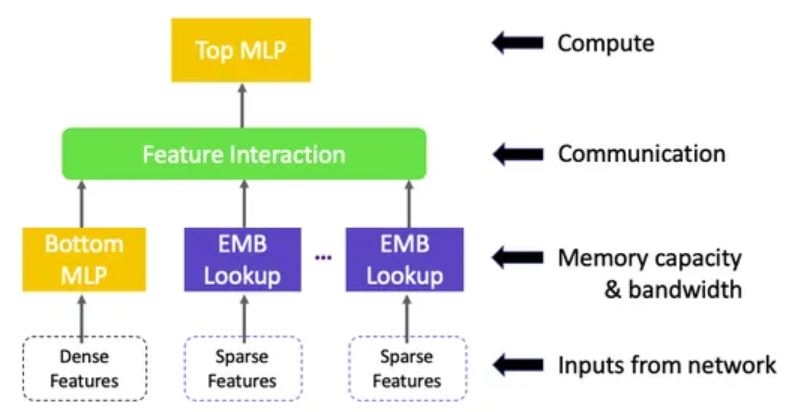 Top MLP
Compute
Feature Interaction
Communication
Bottom
MLP
EMB
Lookup
...
EMB
Lookup
Memory capacity
& bandwidth
Dense
Features
Sparse
Features
Sparse
Features
Inputs from network